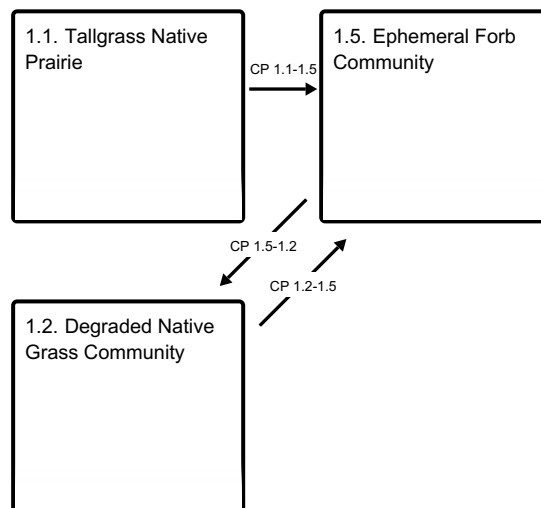 1.1. Tallgrass Native
Prairie
CP 1.1-1.5
1.5. Ephemeral Forb
Community
CP 1.5-1.2
CP 1.2-1.5
1.2. Degraded Native
Grass Community